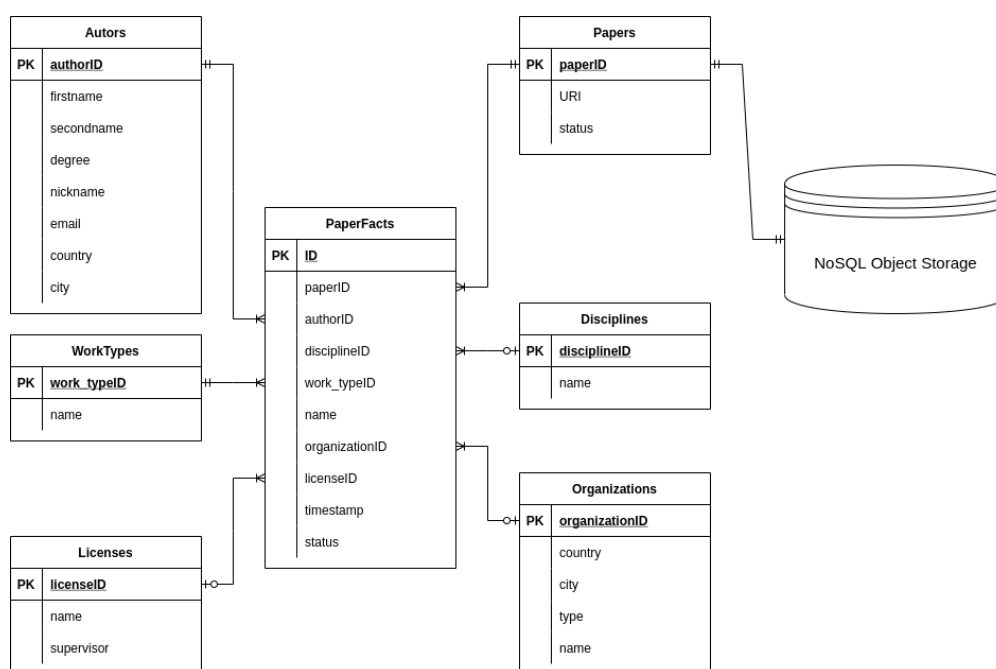 Autors
PK authorID
firstname
secondname
degree
nickname
email
country
city
WorkTypes
PK work_typeID
name
Licenses
PK licenseID
name
supervisor
PaperFacts
PK ID
paperID
authorID
disciplineID
work_typeID
name
organizationID
licenseID
timestamp
status
Papers
PK paperID
URI
status
Disciplines
PK disciplineID
name
Organizations
PK organizationID
country
city
type
name
NoSQL Object Storage